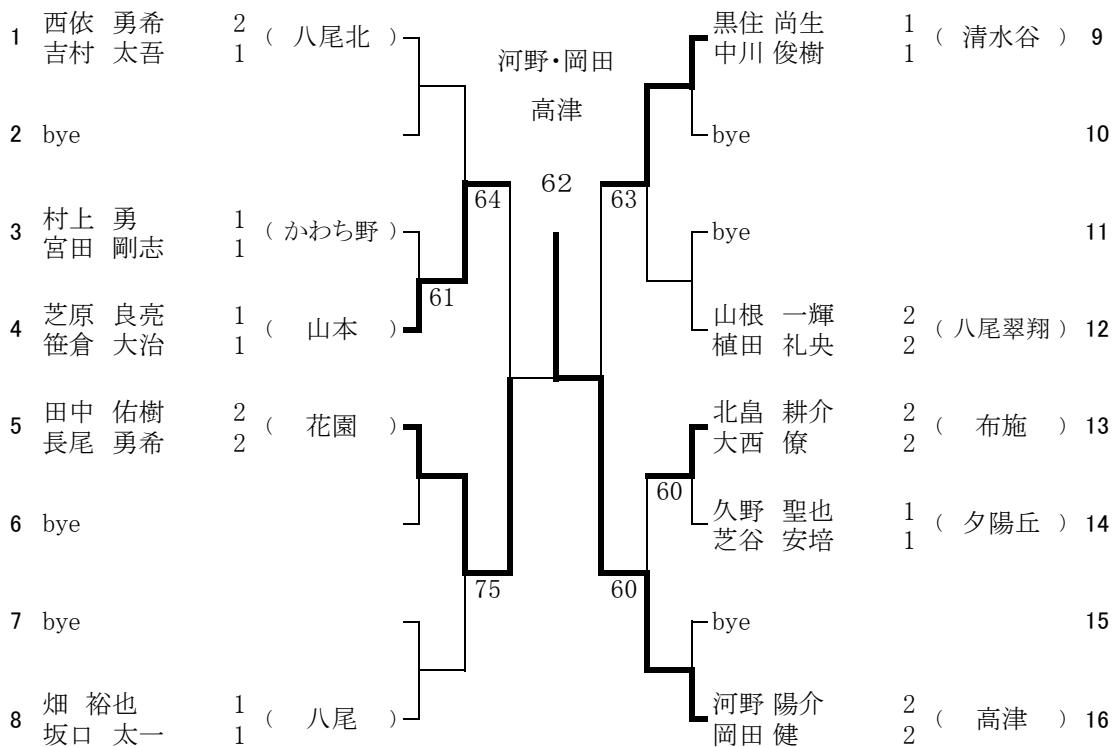 1 西依 勇希 2 ( 八尾北 )
吉村 太吾 1
2 bye
3 村上 勇 1 ( かわち野 )
宮田 剛志 1
4 芝原 良亮 1 ( 山本 )
笹倉 大治 1
5 田中 佑樹 2 ( 花園 )
長尾 勇希 2
6 bye
7 bye
8 畑 裕也 1 ( 八尾 )
坂口 太一 1
61
64
75
河野・岡田
高津
62
63
60
60
黒住 尚生 1 ( 清水谷 ) 9
中川 俊樹 1
bye 10
bye 11
山根 一輝 2 ( 八尾翠翔 ) 12
植田 礼央 2
北畠 耕介 2 ( 布施 ) 13
大西 僚 2
久野 聖也 1 ( 夕陽丘 ) 14
芝谷 安培 1
bye 15
河野 陽介 2 ( 高津 ) 16
岡田 健 2